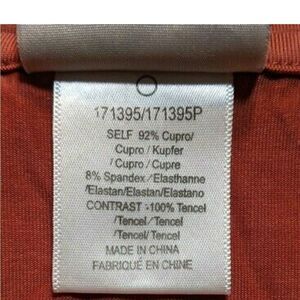 171395/171395P
SELF 92% Cupro/
Cupro / Kupfer
/ Cupro / Cupre
8% Spandex / Elasthanne
/Elastan/Elastan/Elastano
CONTRAST -100% Tencel
/Tencel/ Tencel
/Tencel/ Tencel
MADE IN CHINA
FABRIQUÉ EN CHINE